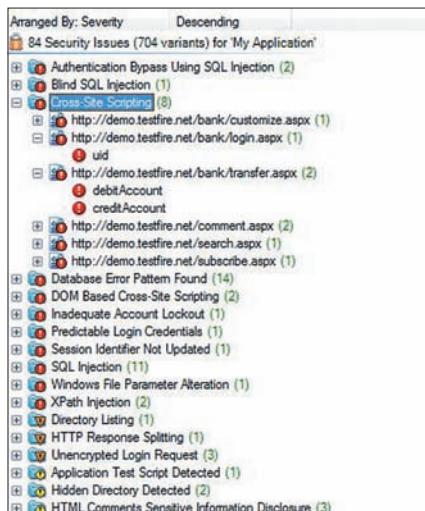 Arranged By: Severity Descending
84 Security Issues (704 variants) for 'My Application'
Authentication Bypass Using SQL Injection (2)
Blind SQL Injection (1)
Cross-Site Scripting (8)
http://demo.testfire.net/bank/customize.aspx (1)
http://demo.testfire.net/bank/login.aspx (1)
uid
http://demo.testfire.net/bank/transfer.aspx (2)
debitAccount
creditAccount
http://demo.testfire.net/comment.aspx (2)
http://demo.testfire.net/search.aspx (1)
http://demo.testfire.net/subscribe.aspx (1)
Database Error Pattern Found (14)
DOM Based Cross-Site Scripting (2)
Inadequate Account Lockout (1)
Predictable Login Credentials (1)
Session Identifier Not Updated (1)
SQL Injection (11)
Windows File Parameter Alteration (1)
XPath Injection (2)
Directory Listing (1)
HTTP Response Splitting (1)
Unencrypted Login Request (3)
Application Test Script Detected (1)
Hidden Directory Detected (2)
HTML Comments Sensitive Information Disclosure (3)